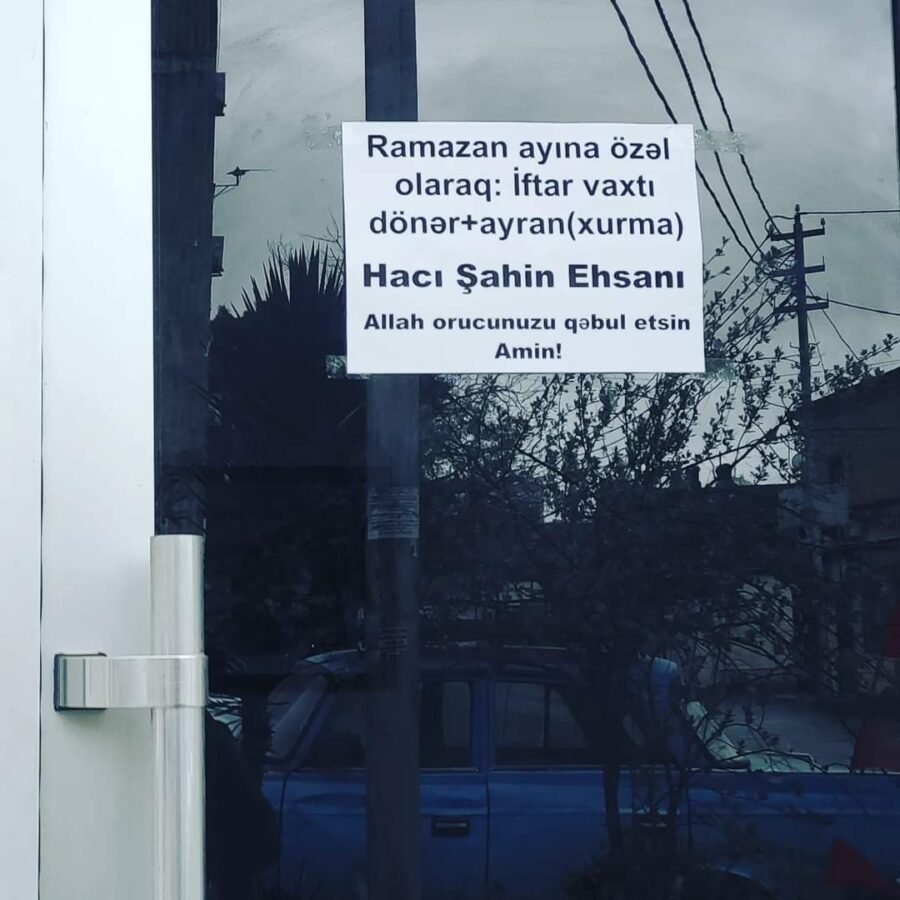 Ramazan ayına özəl
olaraq: İftar vaxtı
dönər+ayran(xurma)
Hacı Şahin Ehsanı
Allah orucunuzu qəbul etsin
Amin!